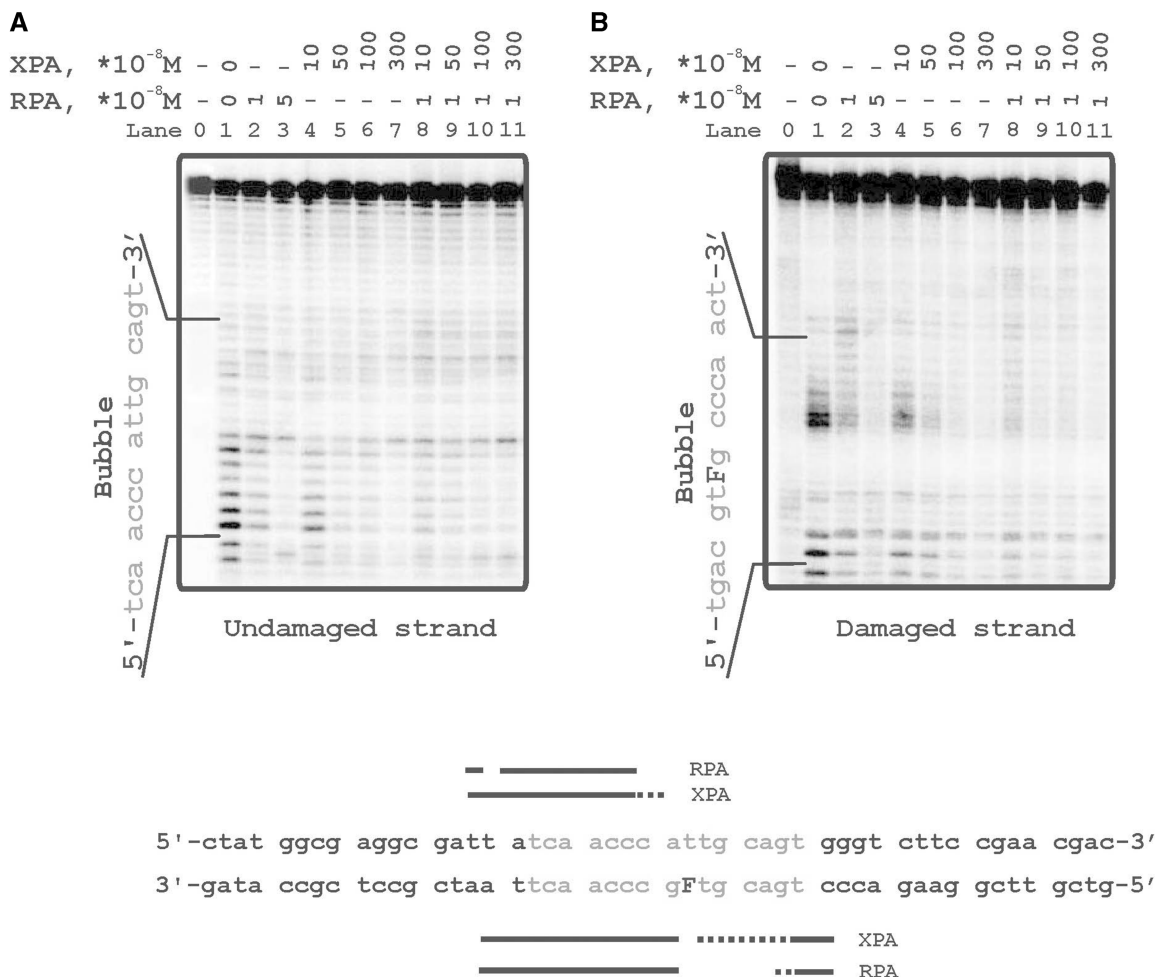 A
XPA, *10⁻⁸M – 0 – – 10 50 100 300 10 50 100 300
RPA, *10⁻⁸M – 0 1 5 – – – – 1 1 1 1
Lane 0 1 2 3 4 5 6 7 8 9 10 11
Bubble
5'-tca accc attg cagt-3'
Undamaged strand
B
XPA, *10⁻⁸M – 0 – – 10 50 100 300 10 50 100 300
RPA, *10⁻⁸M – 0 1 5 – – – – 1 1 1 1
Lane 0 1 2 3 4 5 6 7 8 9 10 11
Bubble
5'-tgac gtFg ccca act-3'
Damaged strand
RPA
XPA
5'-ctat ggcg aggc gatt atcaa accc attg cagt gggt cttc cgaa cgac-3'
3'-gata ccgc tccg ctaa ttcaa accc gFtg cagt ccca gaag gctt gctg-5'
XPA
RPA